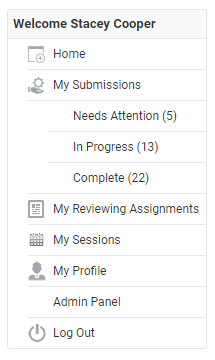 Welcome Stacey Cooper
Home
My Submissions
Needs Attention (5)
In Progress (13)
Complete (22)
My Reviewing Assignments
My Sessions
My Profile
Admin Panel
Log Out